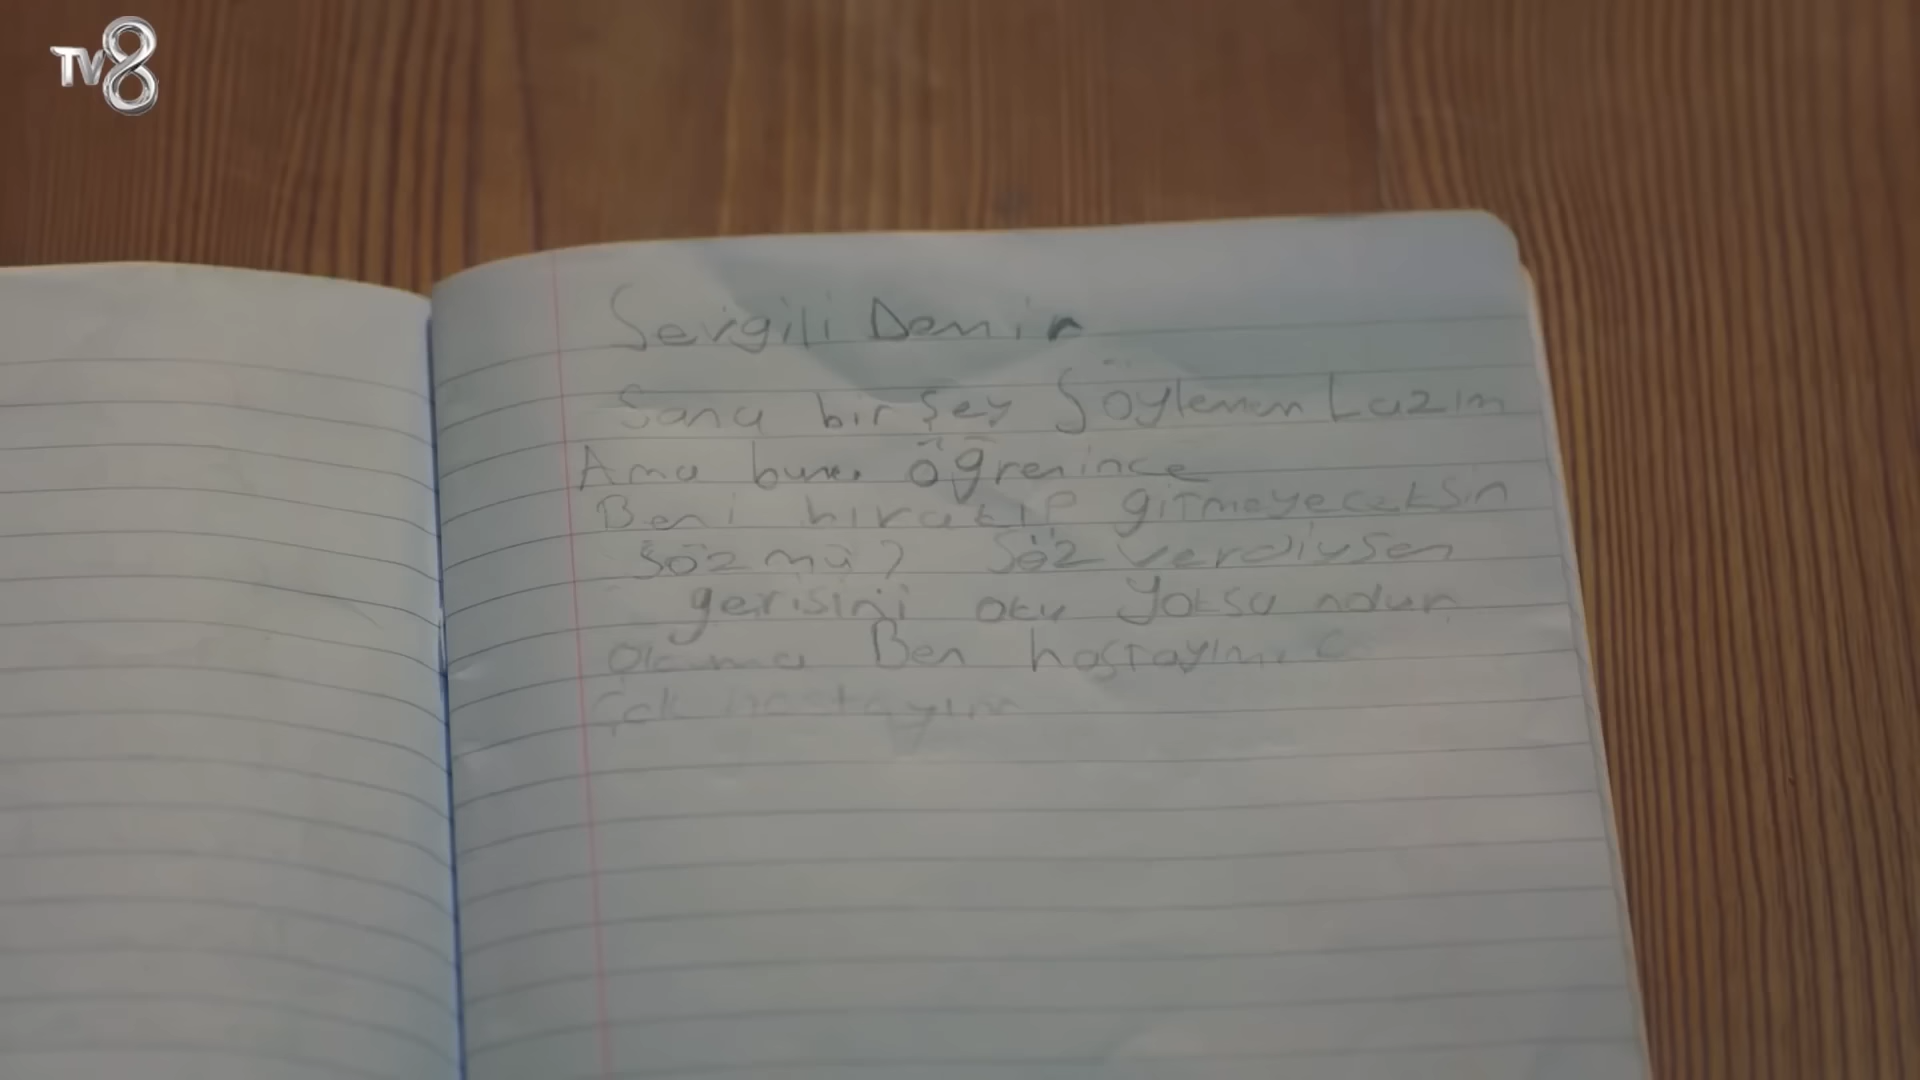 TV8
Sevgili Demir
Sana bir şey Söylemem Lazım
Ama bunu öğrenince
Beni bırakıp gitmeyeceksin
söz mü? Söz verdiysen
gerisini oku Yoksa ndur
Okuma Ben hastayım.
Çok hastayım